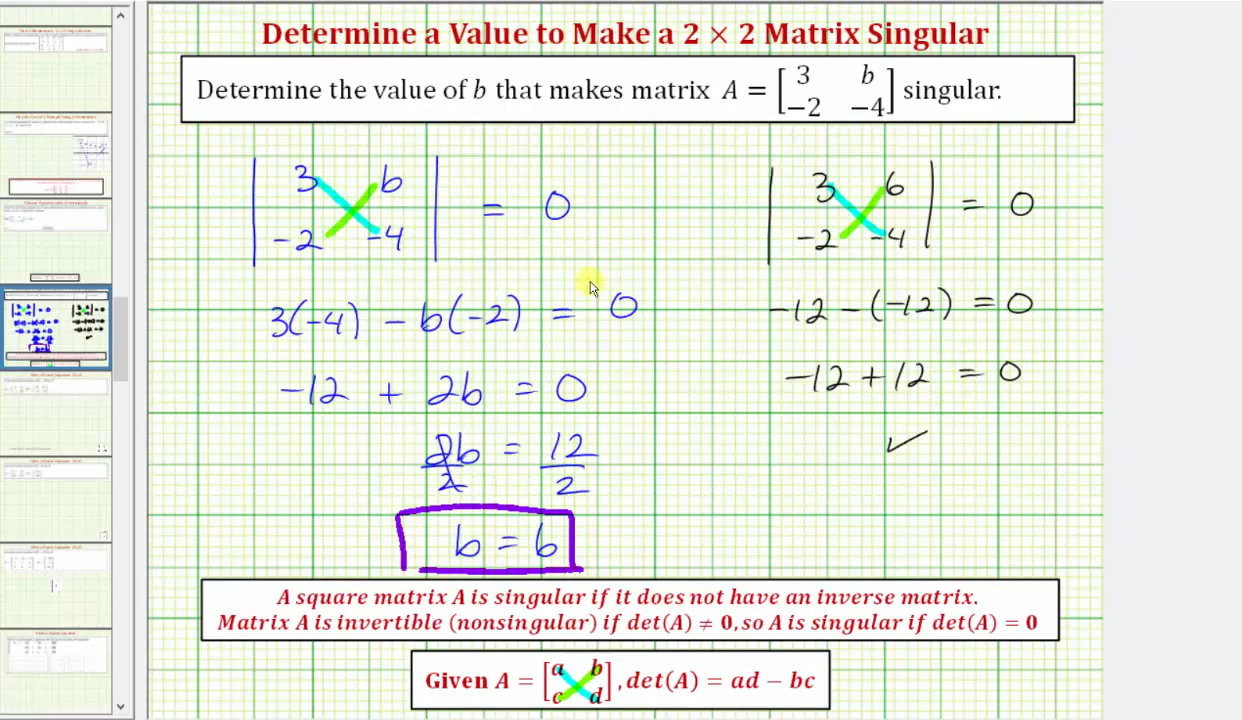 Determine a Value to Make a 2 × 2 Matrix Singular
Determine the value of b that makes matrix A = [3 b
−2 −4] singular.
|3 b
−2 −4| = 0
3(−4) − b(−2) = 0
−12 + 2b = 0
2b/2 = 12/2
b = 6
|3 6
−2 −4| = 0
−12 − (−12) = 0
−12 + 12 = 0
✓
A square matrix A is singular if it does not have an inverse matrix.
Matrix A is invertible (nonsingular) if det(A) ≠ 0, so A is singular if det(A) = 0
Given A = [a b
c d], det(A) = ad − bc